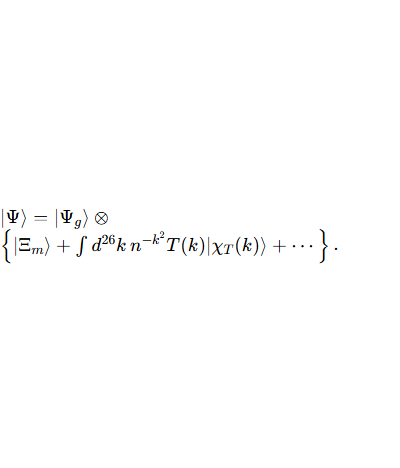 |Ψ⟩ = |Ψ_g⟩ ⊗
{|Ξ_m⟩ + ∫ d^{26}k n^{-k^2} T(k)|χ_T(k)⟩ + ⋯} .